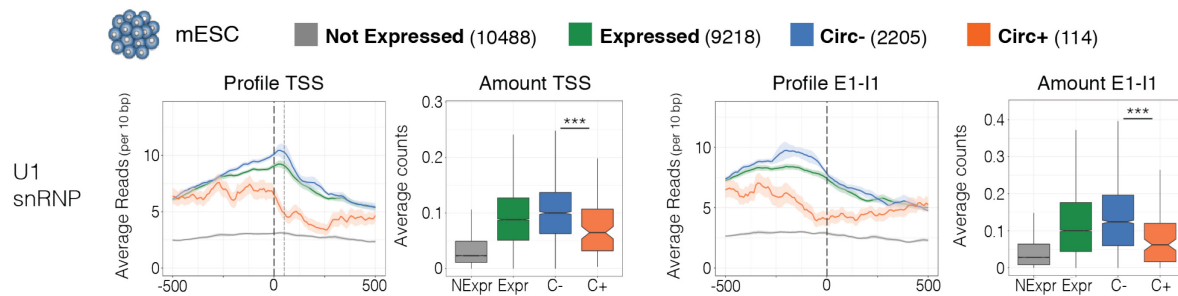 mESC
Not Expressed (10488)
Expressed (9218)
Circ- (2205)
Circ+ (114)
Profile TSS
Amount TSS
Profile E1-I1
Amount E1-I1
U1
snRNP
Average Reads (per 10 bp)
10
5
0
-500
0
500
Average counts
0.3
0.2
0.1
0
***
NExpr
Expr
C-
C+
Average Reads (per 10 bp)
10
5
0
-500
0
500
Average counts
0.4
0.3
0.2
0.1
0
***
NExpr
Expr
C-
C+